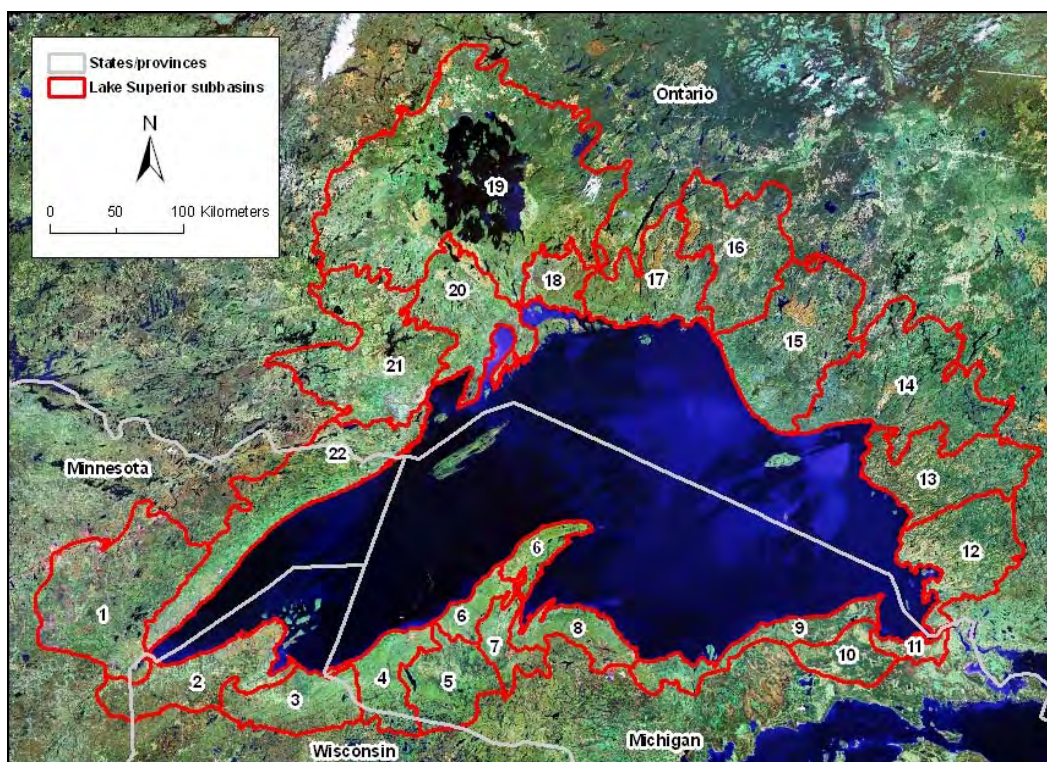 States/provinces
Lake Superior subbasins
N
0 50 100 Kilometers
Ontario
19
16
18
17
20
15
21
14
22
Minnesota
13
6
12
1
6
9
7
8
11
10
2
4
5
3
Wisconsin
Michigan